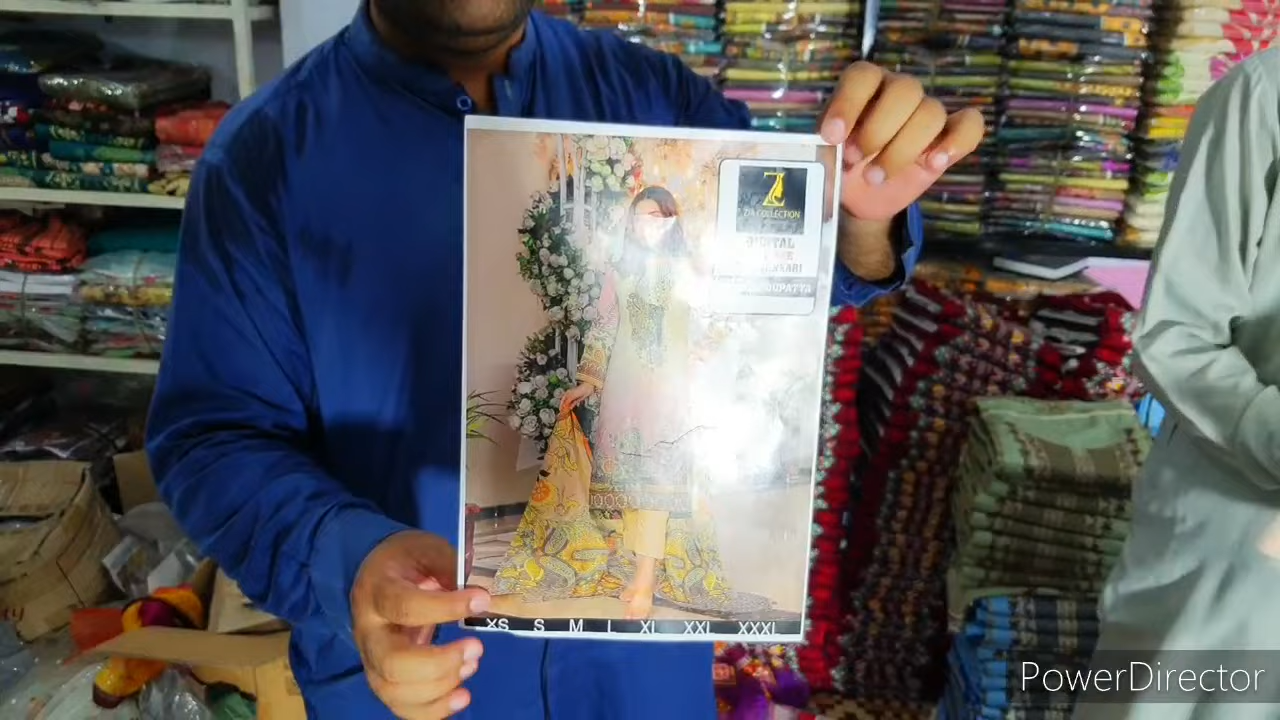 Z
ZIA COLLECTION
DIGITAL
DUPATTA
XS S M L XL XXL XXXL
PowerDirector